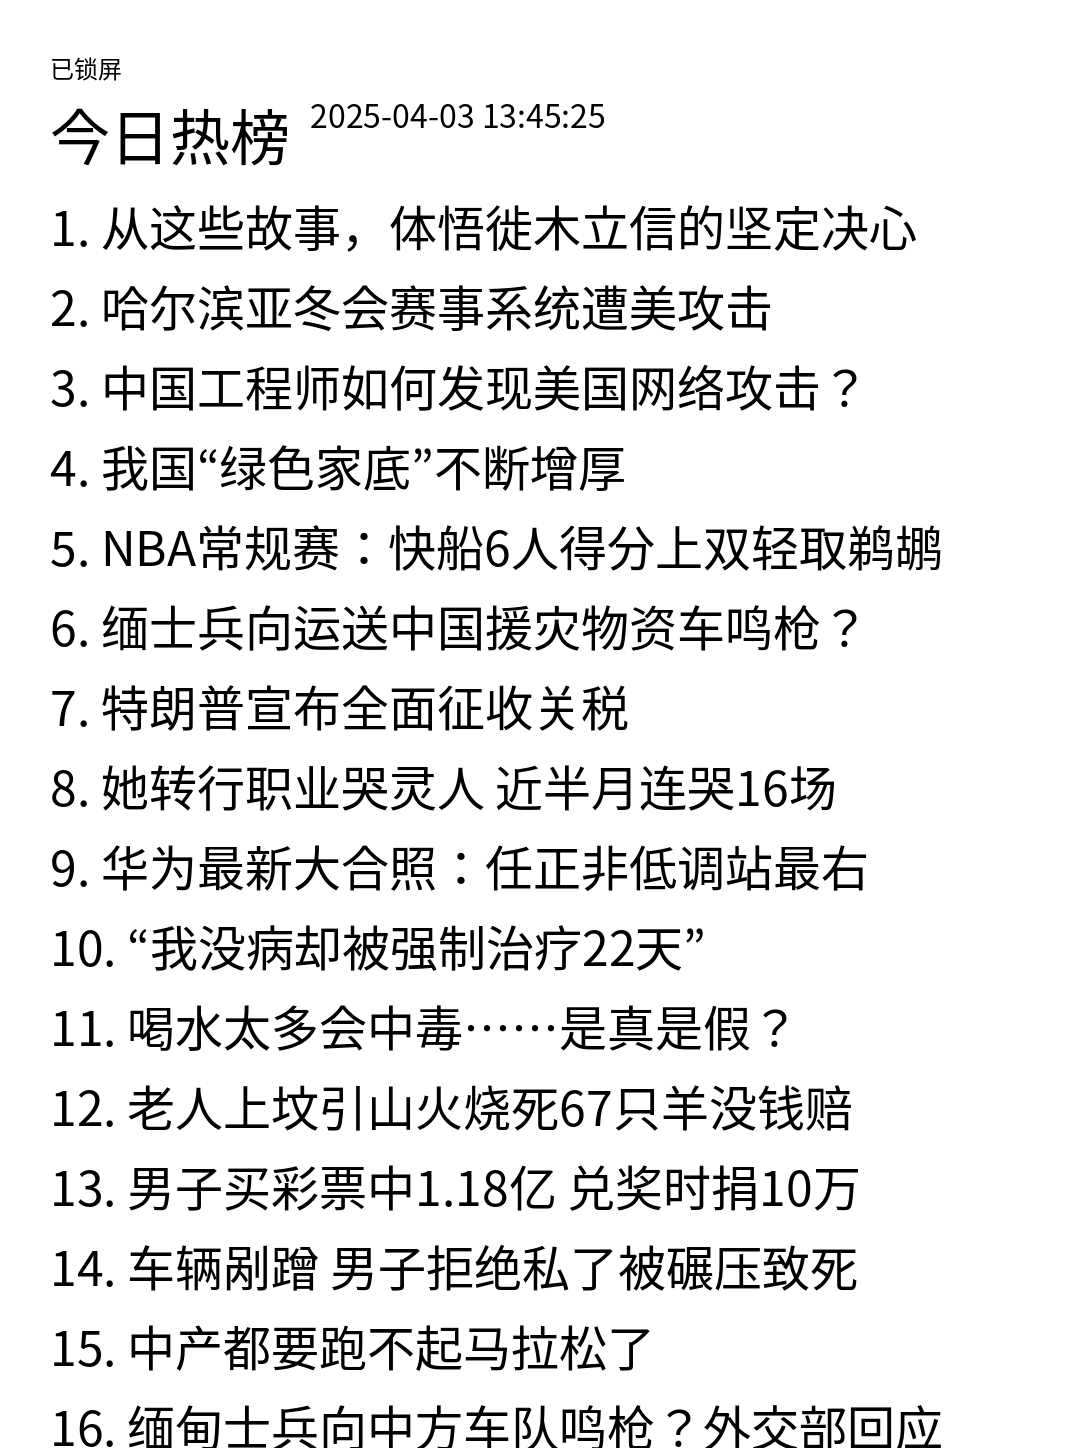 已锁屏
今日热榜 2025-04-03 13:45:25
1. 从这些故事，体悟徙木立信的坚定决心
2. 哈尔滨亚冬会赛事系统遭美攻击
3. 中国工程师如何发现美国网络攻击？
4. 我国“绿色家底”不断增厚
5. NBA常规赛：快船6人得分上双轻取鹈鹕
6. 缅士兵向运送中国援灾物资车鸣枪？
7. 特朗普宣布全面征收关税
8. 她转行职业哭灵人 近半月连哭16场
9. 华为最新大合照：任正非低调站最右
10. “我没病却被强制治疗22天”
11. 喝水太多会中毒……是真是假？
12. 老人上坟引山火烧死67只羊没钱赔
13. 男子买彩票中1.18亿 兑奖时捐10万
14. 车辆剐蹭 男子拒绝私了被碾压致死
15. 中产都要跑不起马拉松了
16. 缅甸士兵向中方车队鸣枪？外交部回应